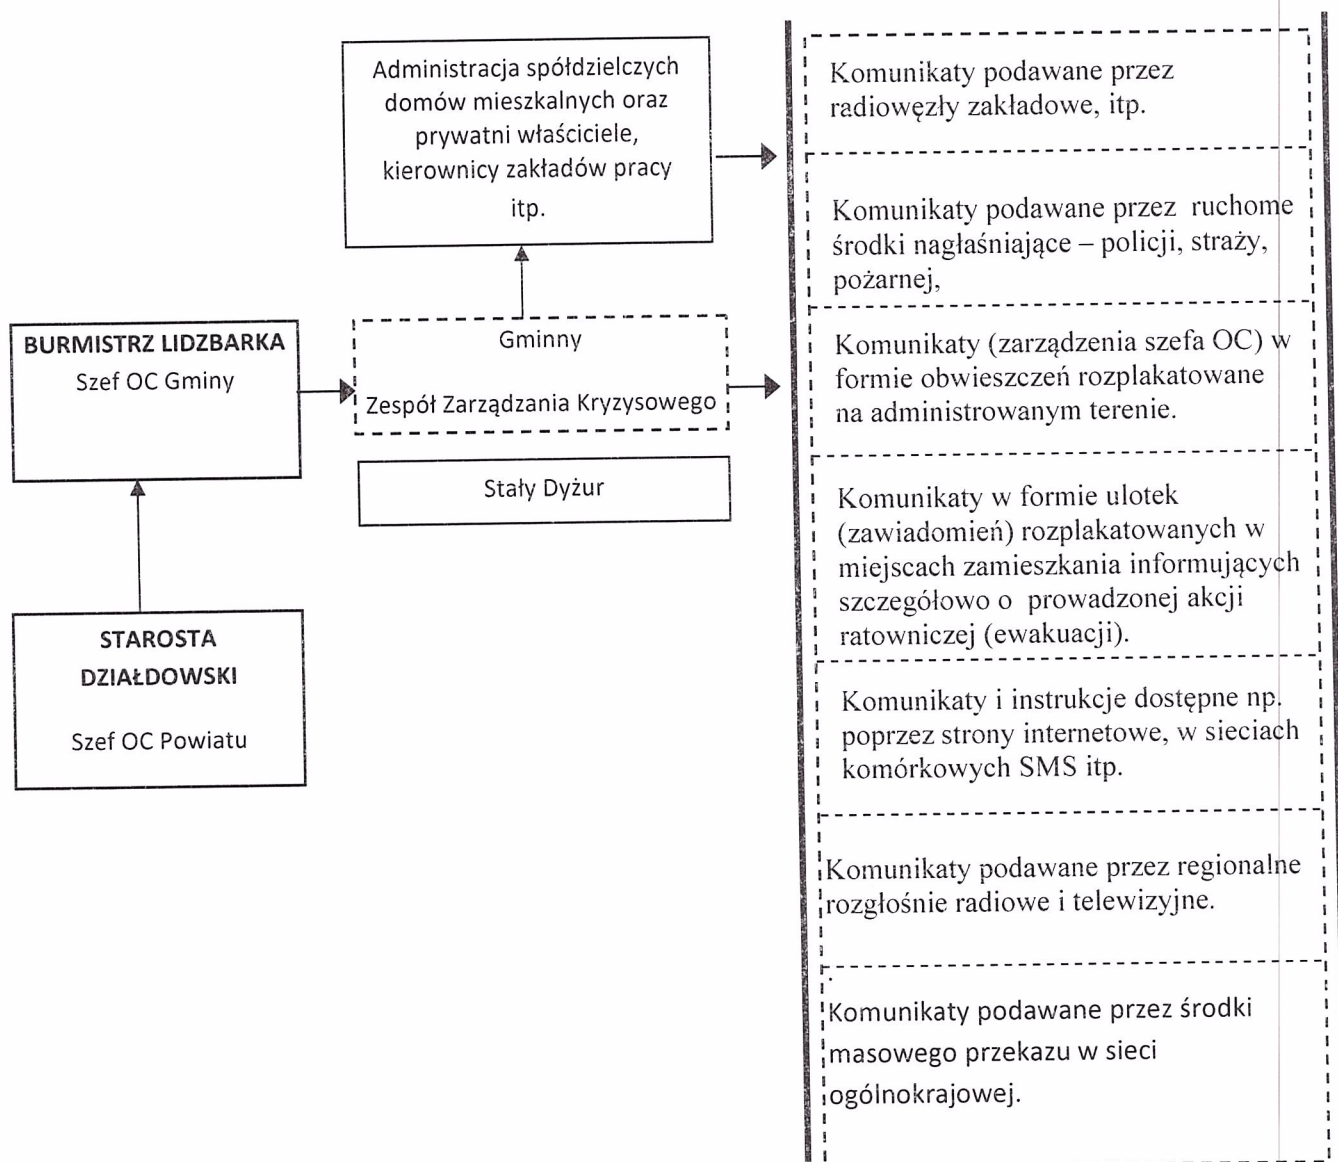 Administracja spółdzielczych
domów mieszkalnych oraz
prywatni właściciele,
kierownicy zakładów pracy
itp.
BURMISTRZ LIDZBARKA
Szef OC Gminy
Gminny
Zespół Zarządzania Kryzysowego
Stały Dyżur
STAROSTA
DZIAŁDOWSKI
Szef OC Powiatu
Komunikaty podawane przez
radiowęzły zakładowe, itp.
Komunikaty podawane przez ruchome
środki nagłaśniające – policji, straży,
pożarnej,
Komunikaty (zarządzenia szefa OC) w
formie obwieszczeń rozplakatowane
na administrowanym terenie.
Komunikaty w formie ulotek
(zawiadomień) rozplakatowanych w
miejscach zamieszkania informujących
szczegółowo o prowadzonej akcji
ratowniczej (ewakuacji).
Komunikaty i instrukcje dostępne np.
poprzez strony internetowe, w sieciach
komórkowych SMS itp.
Komunikaty podawane przez regionalne
rozgłośnie radiowe i telewizyjne.
.
Komunikaty podawane przez środki
masowego przekazu w sieci
ogólnokrajowej.